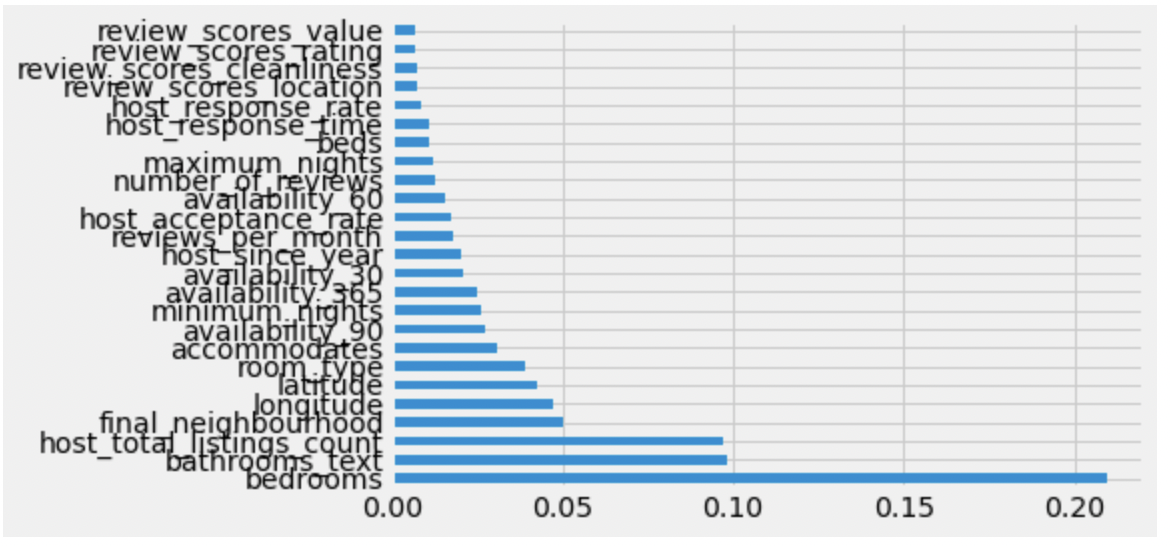 review_scores_value
review_scores_rating
review_scores_cleanliness
review_scores_location
host_response_rate
host_response_time
beds
maximum_nights
number_of_reviews
availability_60
host_acceptance_rate
reviews_per_month
host_since_year
availability_30
availability_365
minimum_nights
availability_90
accommodates
room_type
latitude
longitude
final_neighbourhood
host_total_listings_count
bathrooms_text
bedrooms
0.00 0.05 0.10 0.15 0.20